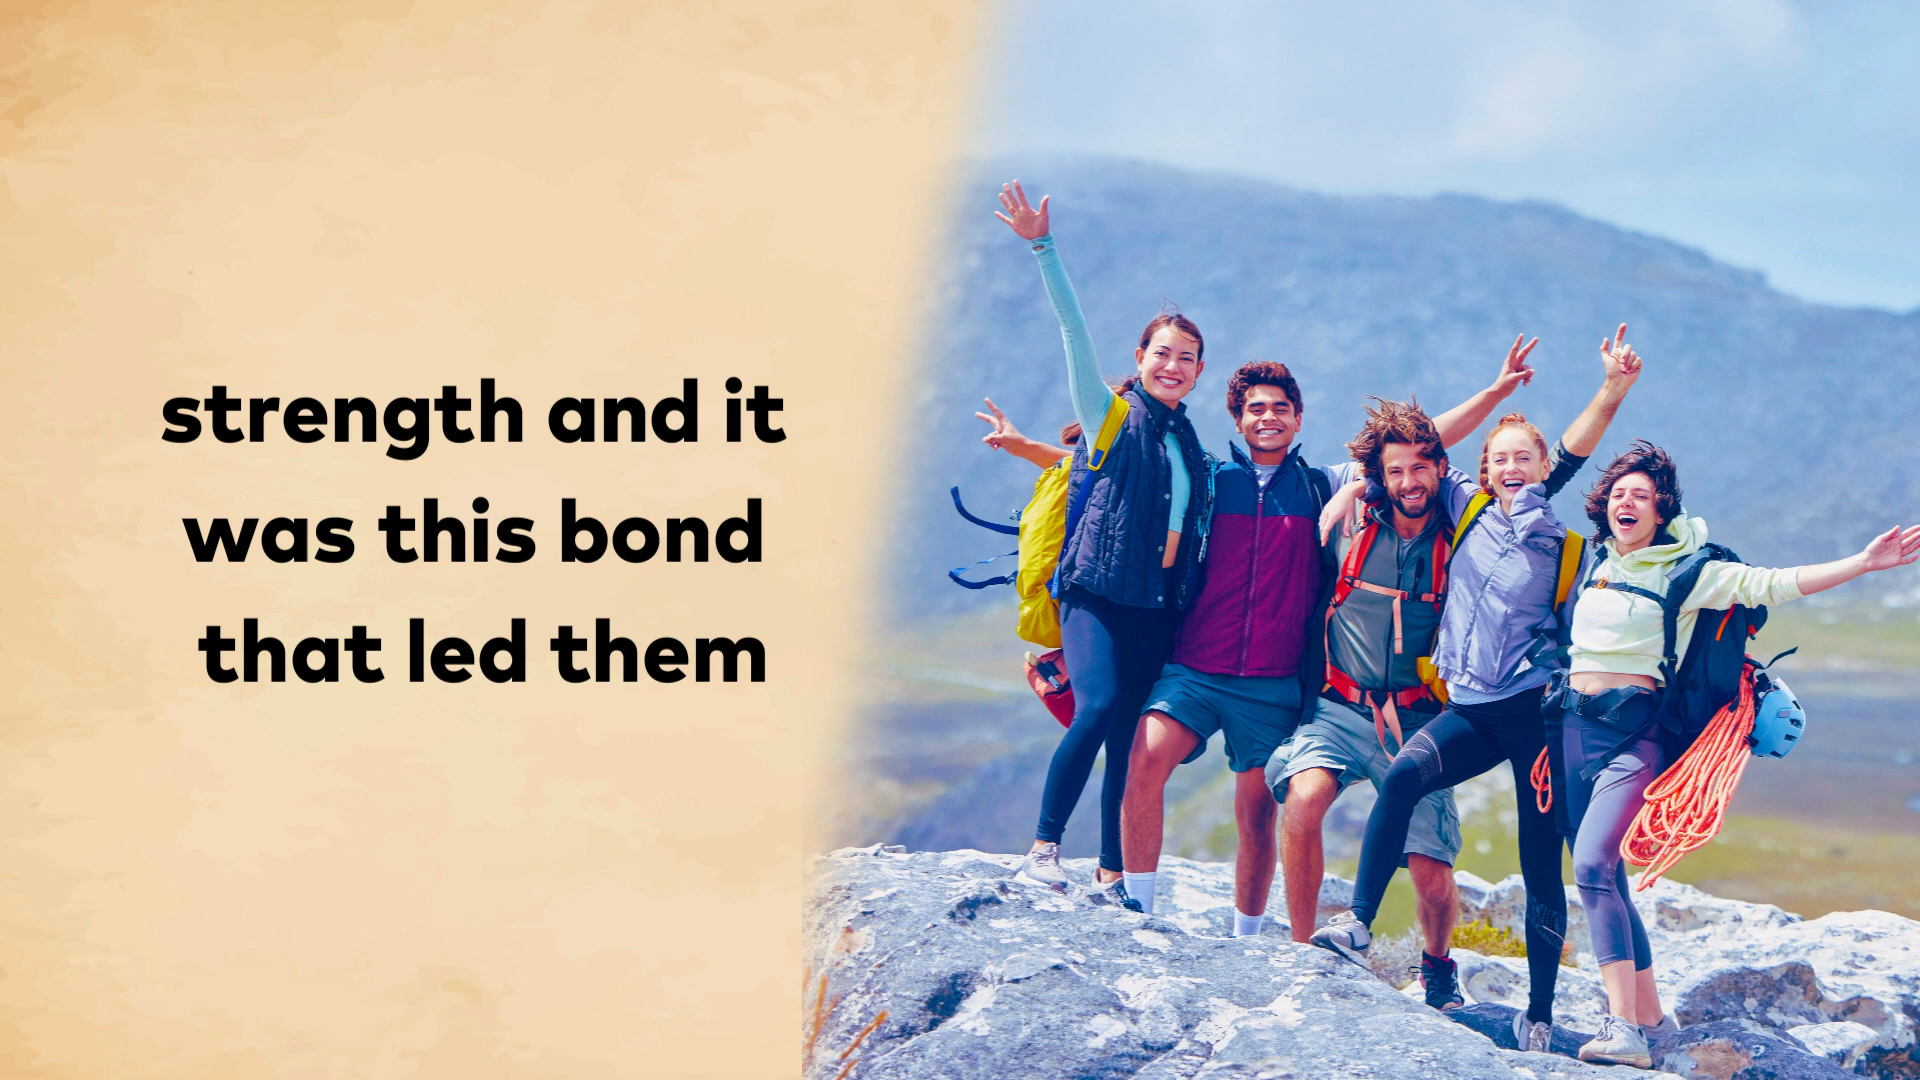 strength and it
was this bond
that led them